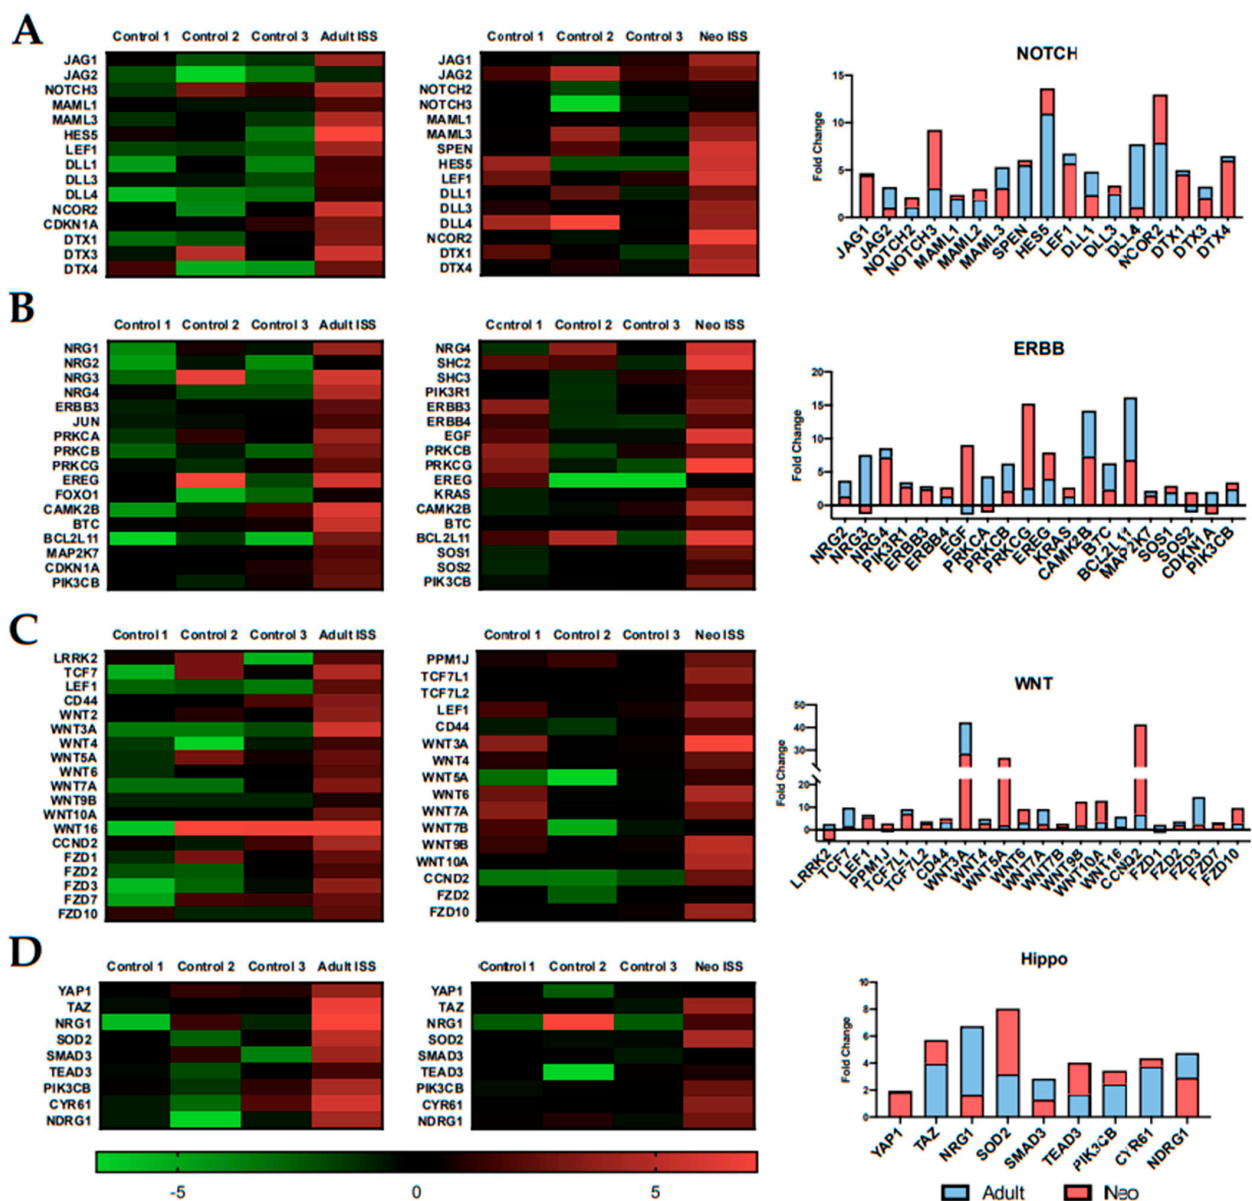 A
Control 1 Control 2 Control 3 Adult ISS
JAG1
JAG2
NOTCH3
MAML1
MAML3
HES5
LEF1
DLL1
DLL3
DLL4
NCOR2
CDKN1A
DTX1
DTX3
DTX4
Control 1 Control 2 Control 3 Neo ISS
JAG1
JAG2
NOTCH2
NOTCH3
MAML1
MAML3
SPEN
HES5
LEF1
DLL1
DLL3
DLL4
NCOR2
DTX1
DTX4
NOTCH
Fold Change
15
10
5
0
JAG1
JAG2
NOTCH2
NOTCH3
MAML1
MAML2
MAML3
SPEN
HES5
LEF1
DLL1
DLL3
DLL4
NCOR2
DTX1
DTX3
DTX4
B
Control 1 Control 2 Control 3 Adult ISS
NRG1
NRG2
NRG3
NRG4
ERBB3
JUN
PRKCA
PRKCB
PRKCG
EREG
FOXO1
CAMK2B
BTC
BCL2L11
MAP2K7
CDKN1A
PIK3CB
Control 1 Control 2 Control 3 Neo ISS
NRG4
SHC2
SHC3
PIK3R1
ERBB3
ERBB4
EGF
PRKCB
PRKCG
EREG
KRAS
CAMK2B
BTC
BCL2L11
SOS1
SOS2
PIK3CB
ERBB
Fold Change
20
15
10
5
0
NRG2
NRG3
NRG4
PIK3R1
ERBB3
ERBB4
EGF
PRKCA
PRKCB
PRKCG
EREG
KRAS
CAMK2B
BTC
BCL2L11
MAP2K7
SOS1
SOS2
CDKN1A
PIK3CB
C
Control 1 Control 2 Control 3 Adult ISS
LRRK2
TCF7
LEF1
CD44
WNT2
WNT3A
WNT4
WNT5A
WNT6
WNT7A
WNT9B
WNT10A
WNT16
CCND2
FZD1
FZD2
FZD3
FZD7
FZD10
Control 1 Control 2 Control 3 Neo ISS
PPM1J
TCF7L1
TCF7L2
LEF1
CD44
WNT3A
WNT4
WNT5A
WNT6
WNT7A
WNT7B
WNT9B
WNT10A
CCND2
FZD2
FZD10
WNT
Fold Change
50
40
30
20
10
0
LRRK2
TCF7
LEF1
PPM1J
TCF7L1
TCF7L2
CD44
WNT3A
WNT4
WNT5A
WNT6
WNT7A
WNT7B
WNT9B
WNT10A
WNT16
CCND2
FZD1
FZD2
FZD3
FZD7
FZD10
D
Control 1 Control 2 Control 3 Adult ISS
YAP1
TAZ
NRG1
SOD2
SMAD3
TEAD3
PIK3CB
CYR61
NDRG1
Control 1 Control 2 Control 3 Neo ISS
YAP1
TAZ
NRG1
SOD2
SMAD3
TEAD3
PIK3CB
CYR61
NDRG1
Hippo
Fold Change
10
8
6
4
2
0
YAP1
TAZ
NRG1
SOD2
SMAD3
TEAD3
PIK3CB
CYR61
NDRG1
-5 0 5
Adult Neo